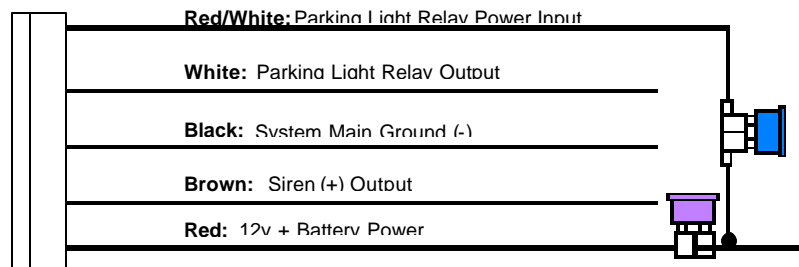 Red/White: Parking Light Relay Power Input
White: Parking Light Relay Output
Black: System Main Ground (-)
Brown: Siren (+) Output
Red: 12v + Battery Power